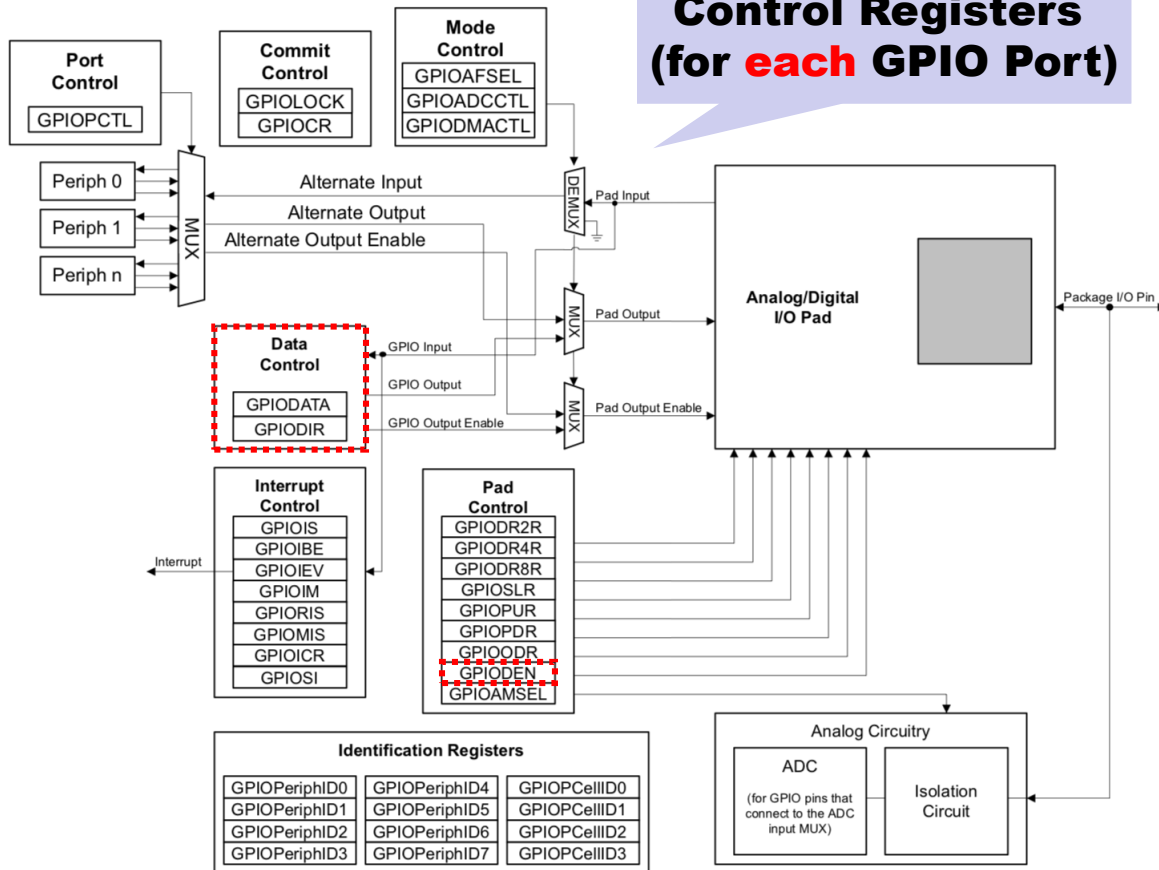 Control Registers
(for each GPIO Port)
Port
Control
GPIOPCTL
Commit
Control
GPIOLOCK
GPIOCR
Mode
Control
GPIOAFSEL
GPIOADCCTL
GPIODMACTL
Periph 0
Periph 1
Periph n
MUX
Alternate Input
Alternate Output
Alternate Output Enable
DEMUX
Pad Input
MUX
Pad Output
MUX
Pad Output Enable
Analog/Digital
I/O Pad
Package I/O Pin
Data
Control
GPIODATA
GPIODIR
GPIO Input
GPIO Output
GPIO Output Enable
Interrupt
Control
GPIOIS
GPIOIBE
GPIOIEV
GPIOIM
GPIORIS
GPIOMIS
GPIOICR
GPIOSI
Interrupt
Pad
Control
GPIODR2R
GPIODR4R
GPIODR8R
GPIOSLR
GPIOPUR
GPIOPDR
GPIOODR
GPIODEN
GPIOAMSEL
Analog Circuitry
ADC
(for GPIO pins that
connect to the ADC
input MUX)
Isolation
Circuit
Identification Registers
GPIOPeriphID0
GPIOPeriphID1
GPIOPeriphID2
GPIOPeriphID3
GPIOPeriphID4
GPIOPeriphID5
GPIOPeriphID6
GPIOPeriphID7
GPIOPCellID0
GPIOPCellID1
GPIOPCellID2
GPIOPCellID3